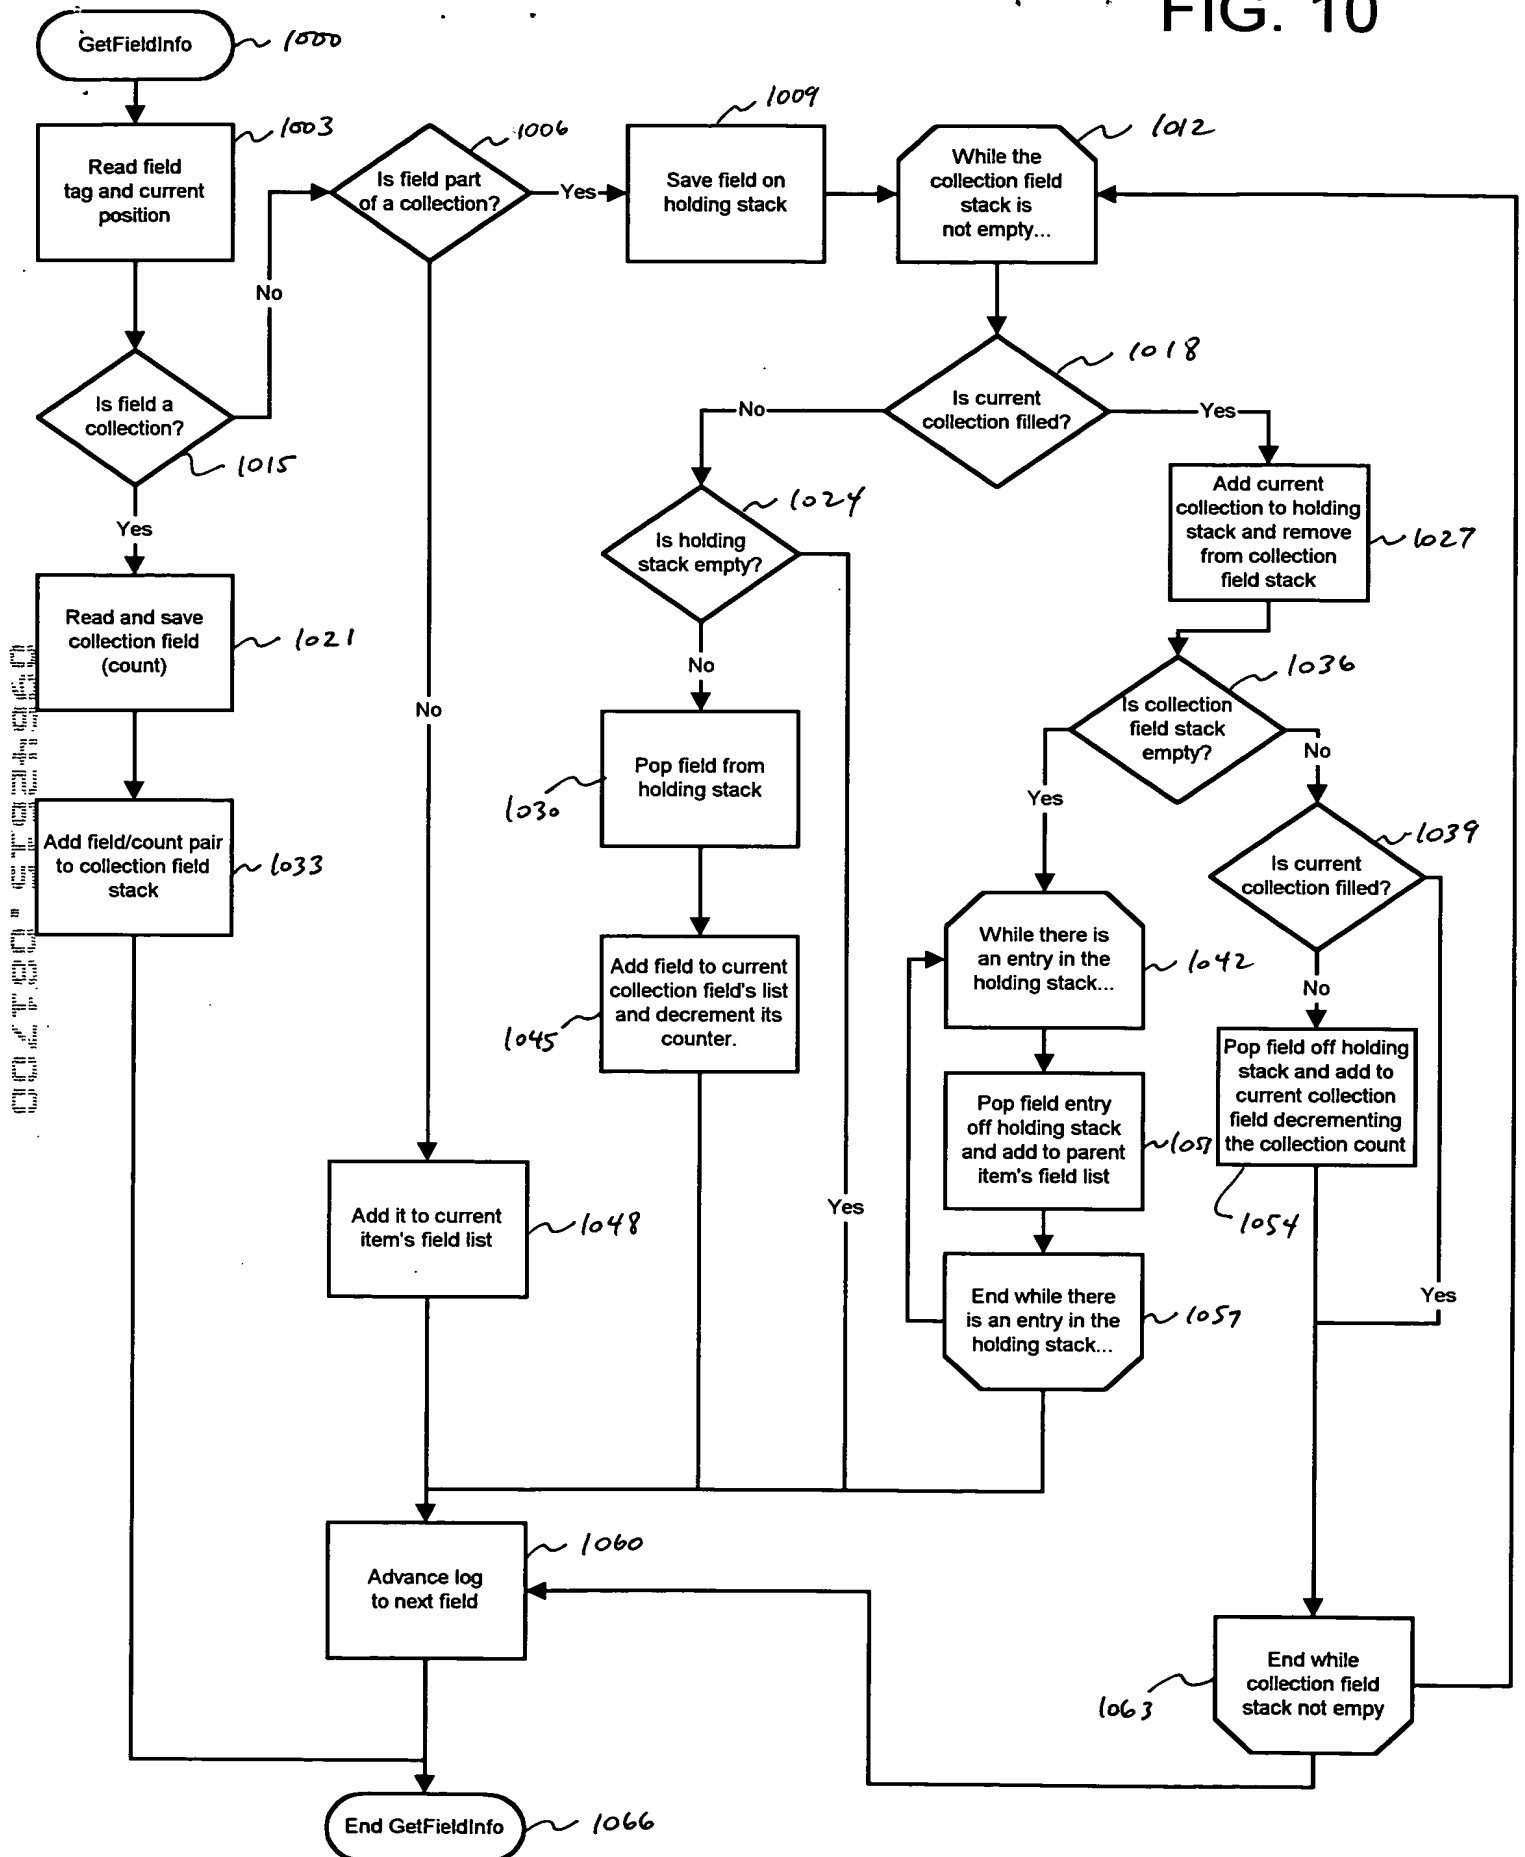 FIG. 10
GetFieldInfo
1000
Read field
tag and current
position
1003
Is field part
of a collection?
1006
Yes
Save field on
holding stack
1009
While the
collection field
stack is
not empty...
1012
No
Is field a
collection?
1015
Yes
Is current
collection filled?
1018
No
Yes
Read and save
collection field
(count)
1021
Is holding
stack empty?
1024
No
Add current
collection to holding
stack and remove
from collection
field stack
1027
No
Pop field from
holding stack
1030
Is collection
field stack
empty?
1036
Yes
No
Add field/count pair
to collection field
stack
1033
Is current
collection filled?
1039
No
Add field to current
collection field's list
and decrement its
counter.
1045
While there is
an entry in the
holding stack...
1042
Pop field entry
off holding stack
and add to parent
item's field list
Pop field off holding
stack and add to
current collection
field decrementing
the collection count
1054
Add it to current
item's field list
1048
Yes
End while there
is an entry in the
holding stack...
1057
Yes
Advance log
to next field
1060
End while
collection field
stack not empy
1063
End GetFieldInfo
1066